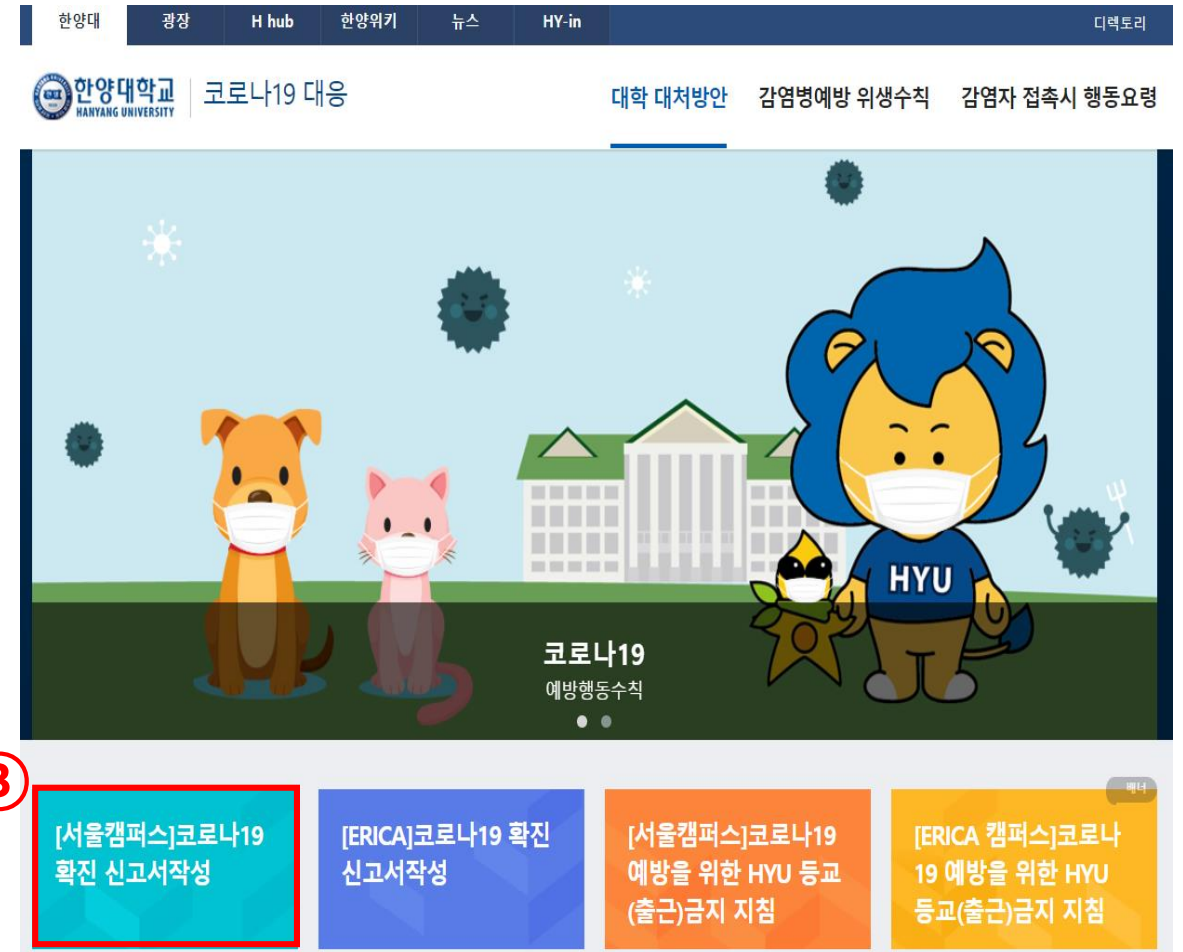 한양대 광장 H hub 한양위키 뉴스 HY-in 디렉토리
한양대학교
HANYANG UNIVERSITY
코로나19 대응
대학 대처방안 감염병예방 위생수칙 감염자 접촉시 행동요령
HYU
코로나19
예방행동수칙
배너
[서울캠퍼스]코로나19
확진 신고서작성
[ERICA]코로나19 확진
신고서작성
[서울캠퍼스]코로나19
예방을 위한 HYU 등교
(출근)금지 지침
[ERICA 캠퍼스]코로나
19 예방을 위한 HYU
등교(출근)금지 지침